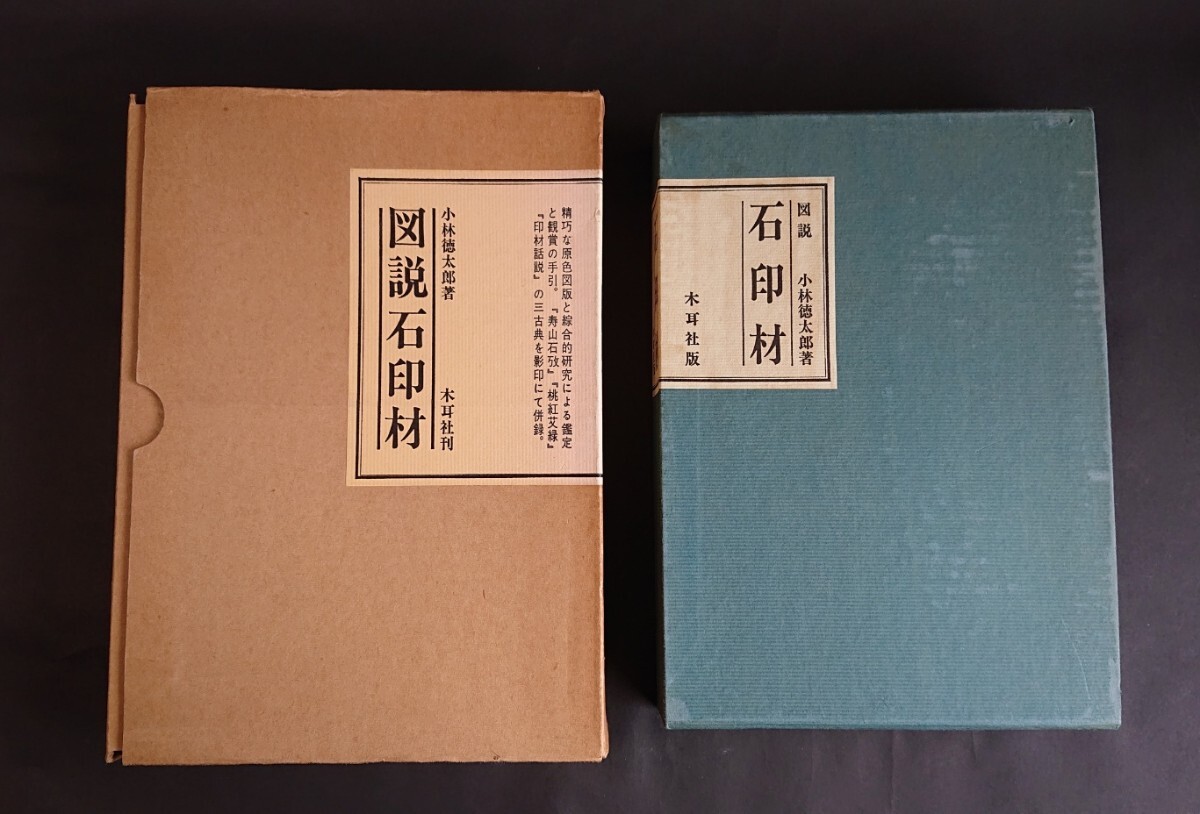 精巧な原色図版と綜合的研究による鑑定
と観賞の手引。『寿山石攷』『桃紅艾緑』
『印材話説』の三古典を影印にて併録。
小林徳太郎著
木耳社刊
図説石印材
図説
小林徳太郎著
石印材
木耳社版